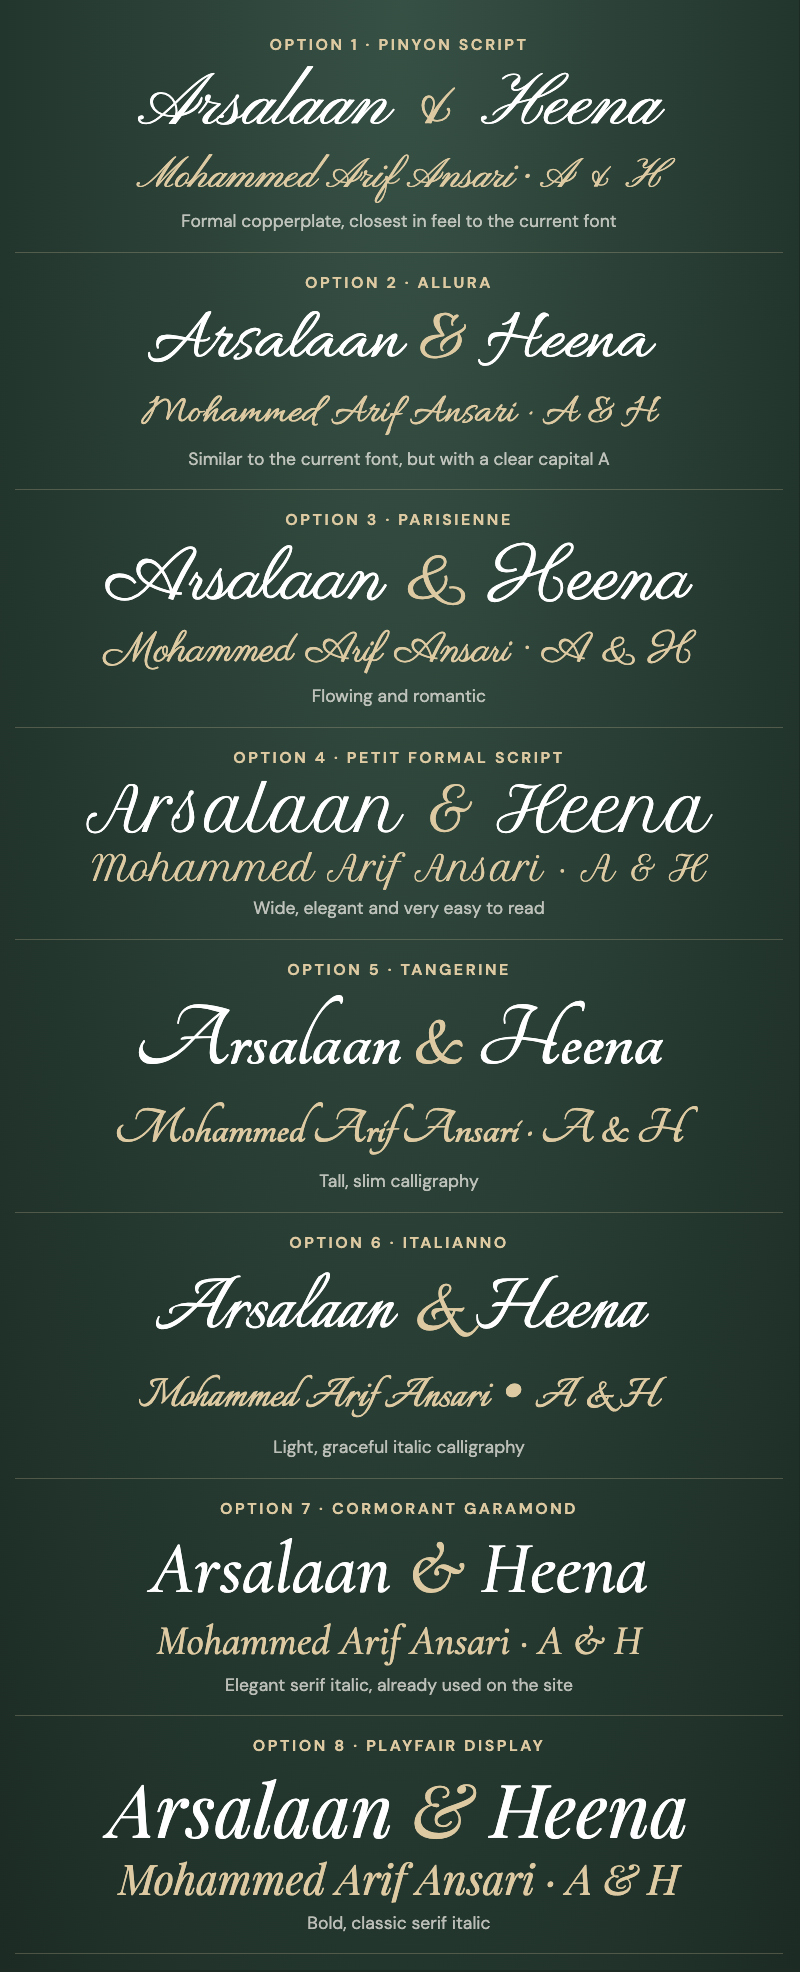 OPTION 1 · PINYON SCRIPT
Arsalaan & Heena
Mohammed Arif Ansari · A & H
Formal copperplate, closest in feel to the current font
OPTION 2 · ALLURA
Arsalaan & Heena
Mohammed Arif Ansari · A & H
Similar to the current font, but with a clear capital A
OPTION 3 · PARISIENNE
Arsalaan & Heena
Mohammed Arif Ansari · A & H
Flowing and romantic
OPTION 4 · PETIT FORMAL SCRIPT
Arsalaan & Heena
Mohammed Arif Ansari · A & H
Wide, elegant and very easy to read
OPTION 5 · TANGERINE
Arsalaan & Heena
Mohammed Arif Ansari · A & H
Tall, slim calligraphy
OPTION 6 · ITALIANNO
Arsalaan & Heena
Mohammed Arif Ansari • A & H
Light, graceful italic calligraphy
OPTION 7 · CORMORANT GARAMOND
Arsalaan & Heena
Mohammed Arif Ansari · A & H
Elegant serif italic, already used on the site
OPTION 8 · PLAYFAIR DISPLAY
Arsalaan & Heena
Mohammed Arif Ansari · A & H
Bold, classic serif italic